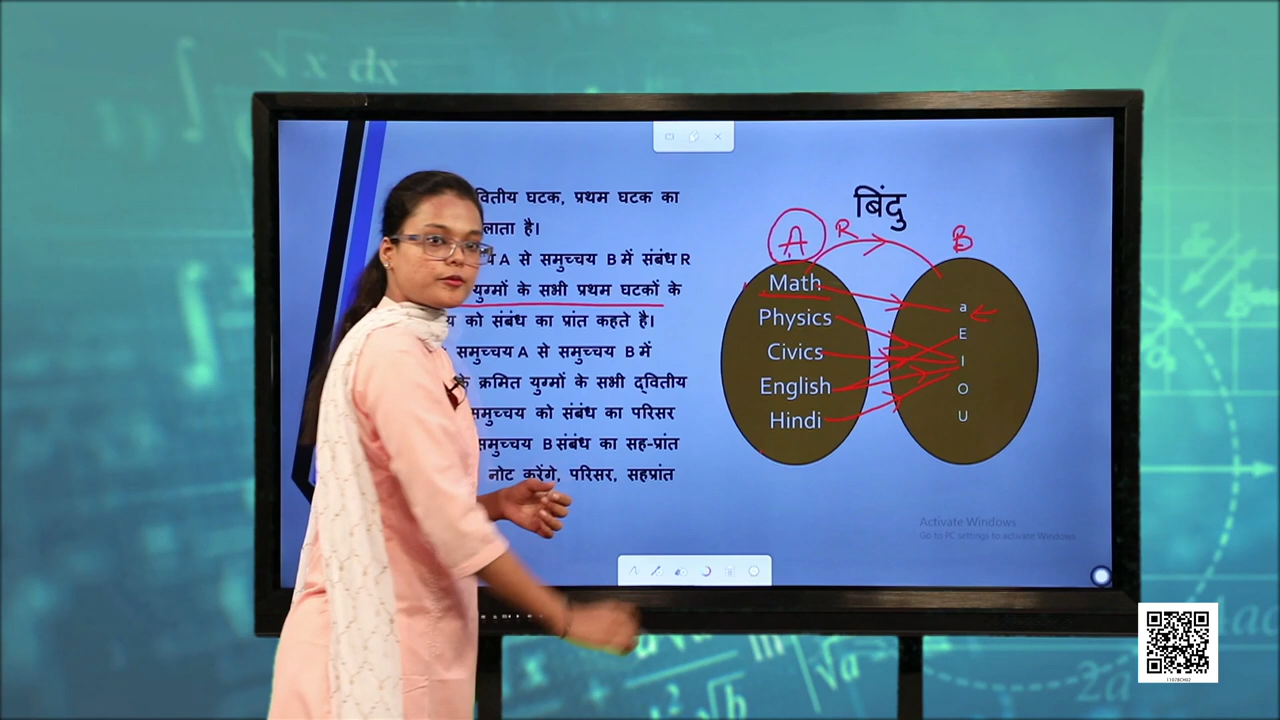 घटक, प्रथम घटक का
है।
A से समुच्चय B में संबंध R
युग्मों के सभी प्रथम घटकों के
को संबंध का प्रांत कहते है।
समुच्चय A से समुच्चय B में
के क्रमित युग्मों के सभी द्वितीय
समुच्चय को संबंध का परिसर
समुच्चय B संबंध का सह-प्रांत
नोट करेंगे, परिसर, सहप्रांत
बिंदु
A R B
Math
Physics
Civics
English
Hindi
a
E
I
O
U
Activate Windows
Go to PC settings to activate Windows.
√x dx
11078CH02